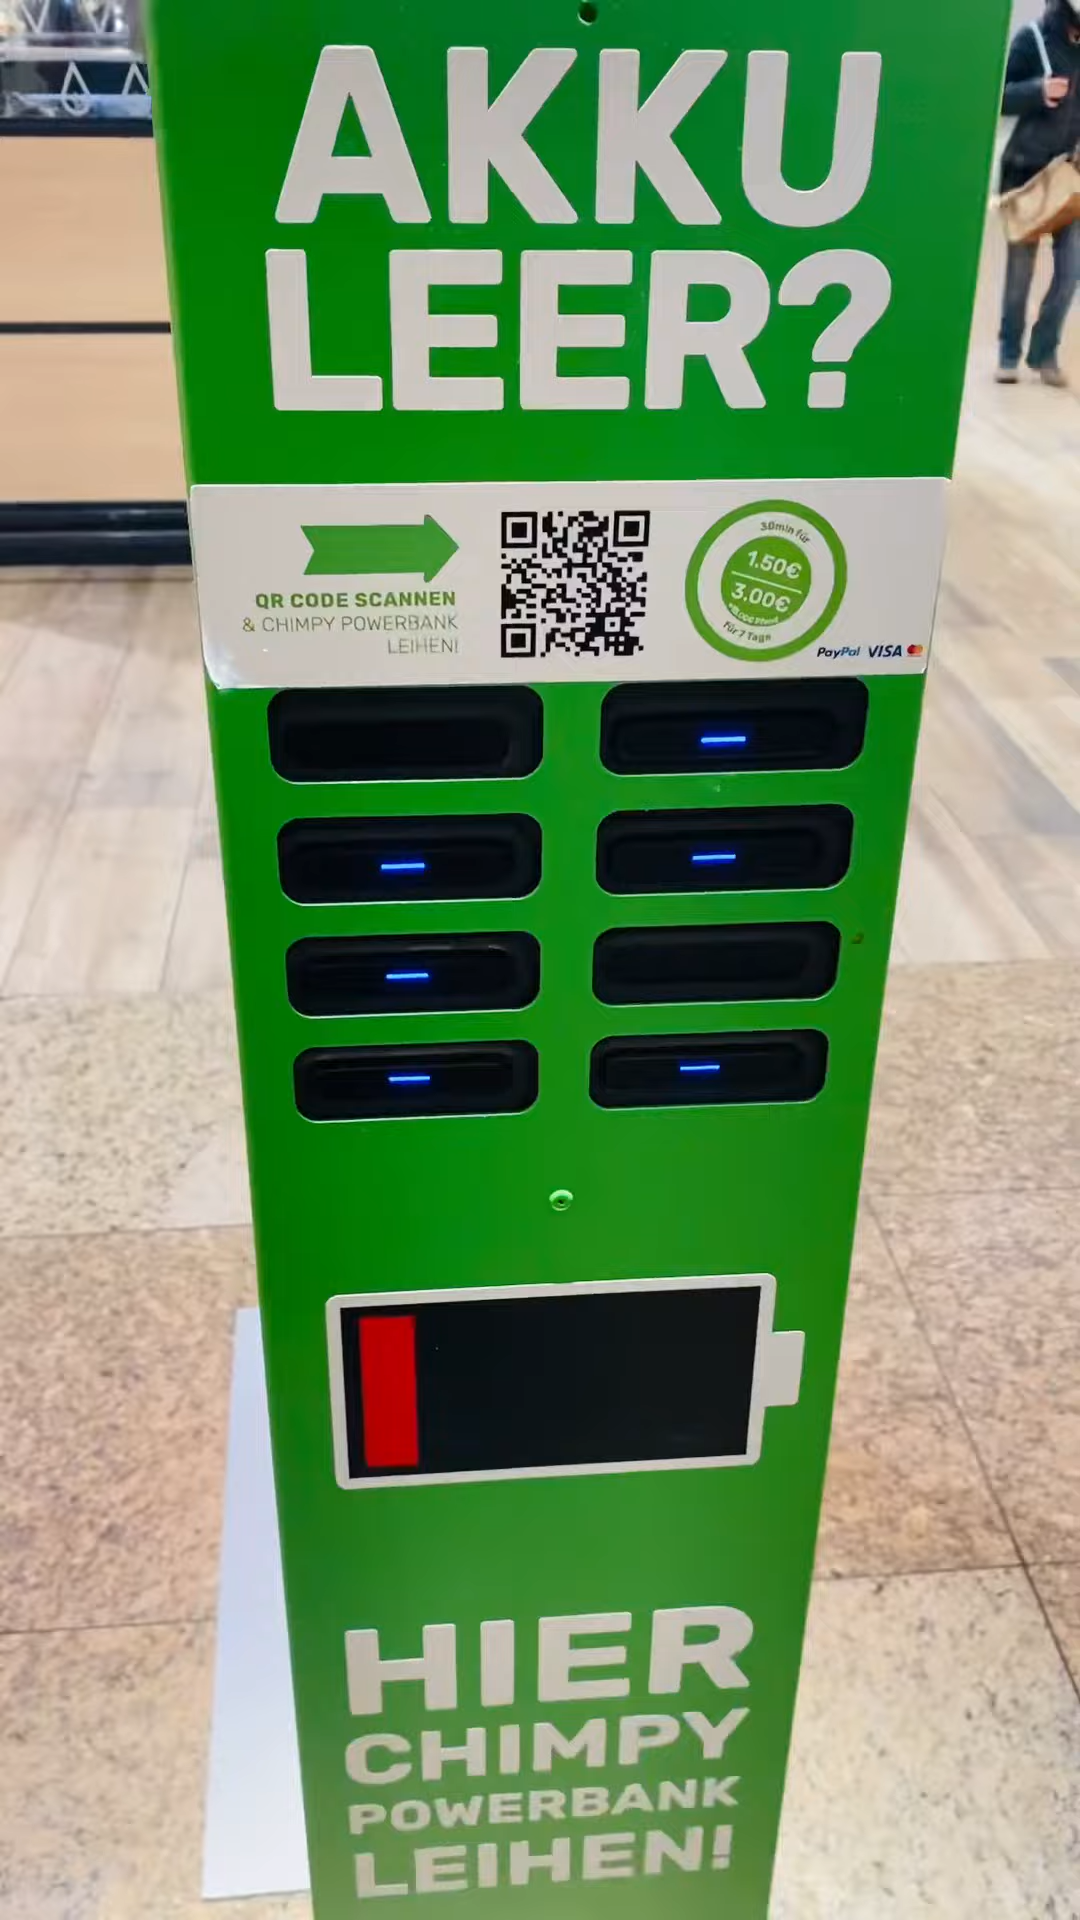 AKKU
LEER?
QR CODE SCANNEN
& CHIMPY POWERBANK
LEIHEN!
30min für
1.50€
3.00€
für 7 Tage
PayPal VISA
HIER
CHIMPY
POWERBANK
LEIHEN!